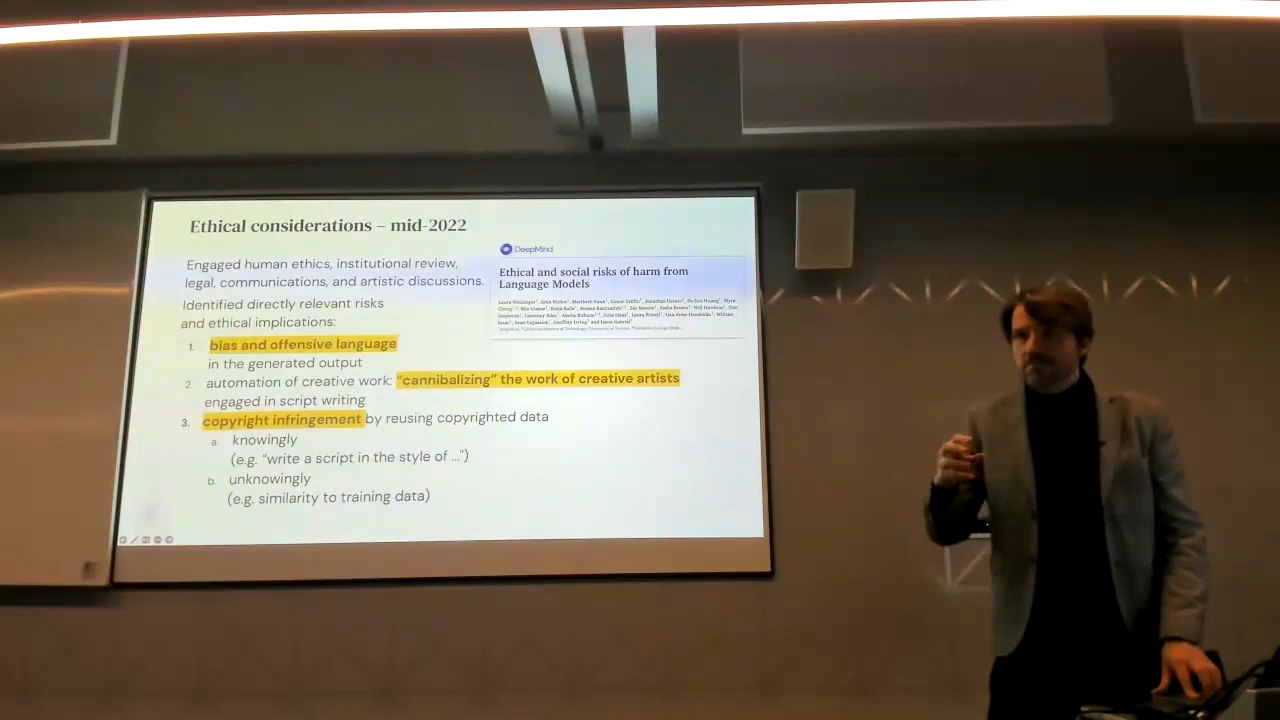 Ethical considerations – mid-2022
Engaged human ethics, institutional review,
legal, communications, and artistic discussions.
Identified directly relevant risks
and ethical implications:
1. bias and offensive language
in the generated output
2. automation of creative work: “cannibalizing” the work of creative artists
engaged in script writing
3. copyright infringement by reusing copyrighted data
a. knowingly
(e.g. “write a script in the style of ...”)
b. unknowingly
(e.g. similarity to training data)
DeepMind
Ethical and social risks of harm from
Language Models